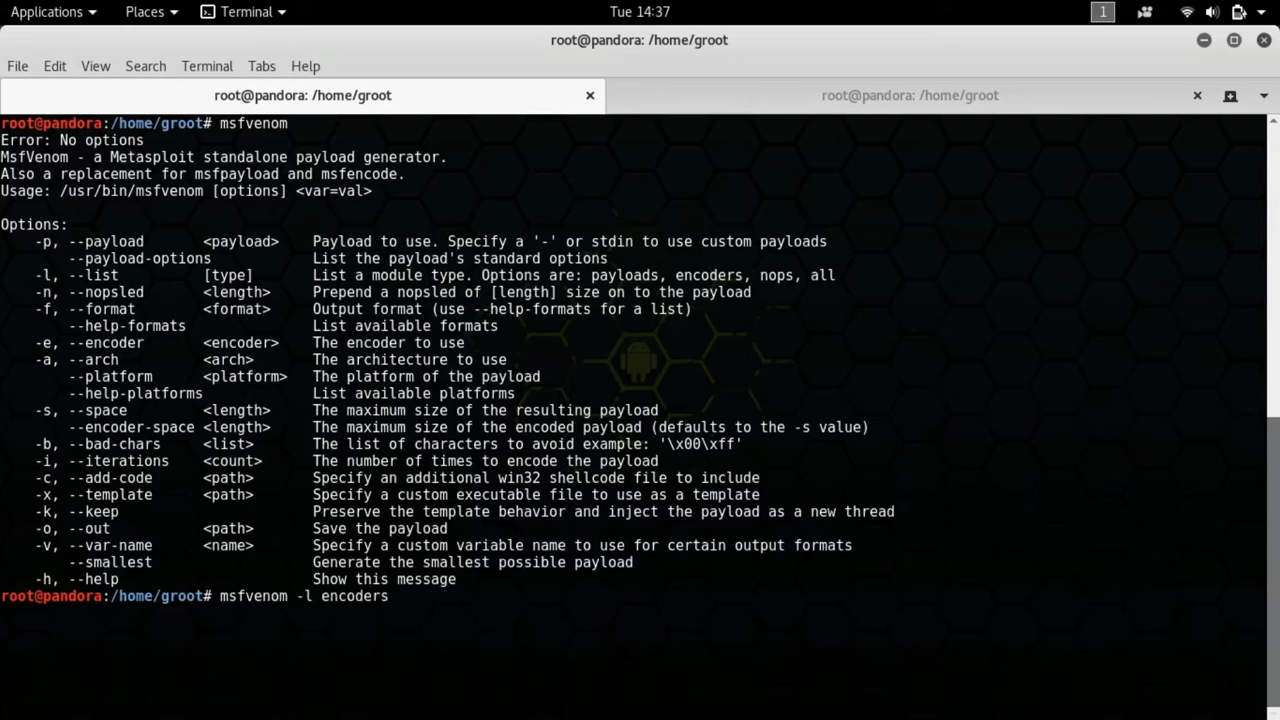 Applications Places Terminal Tue 14:37 1
root@pandora: /home/groot
File Edit View Search Terminal Tabs Help
root@pandora: /home/groot root@pandora: /home/groot
root@pandora:/home/groot# msfvenom
Error: No options
MsfVenom - a Metasploit standalone payload generator.
Also a replacement for msfpayload and msfencode.
Usage: /usr/bin/msfvenom [options] <var=val>
Options:
-p, --payload <payload> Payload to use. Specify a '-' or stdin to use custom payloads
--payload-options List the payload's standard options
-l, --list [type] List a module type. Options are: payloads, encoders, nops, all
-n, --nopsled <length> Prepend a nopsled of [length] size on to the payload
-f, --format <format> Output format (use --help-formats for a list)
--help-formats List available formats
-e, --encoder <encoder> The encoder to use
-a, --arch <arch> The architecture to use
--platform <platform> The platform of the payload
--help-platforms List available platforms
-s, --space <length> The maximum size of the resulting payload
--encoder-space <length> The maximum size of the encoded payload (defaults to the -s value)
-b, --bad-chars <list> The list of characters to avoid example: '\x00\xff'
-i, --iterations <count> The number of times to encode the payload
-c, --add-code <path> Specify an additional win32 shellcode file to include
-x, --template <path> Specify a custom executable file to use as a template
-k, --keep Preserve the template behavior and inject the payload as a new thread
-o, --out <path> Save the payload
-v, --var-name <name> Specify a custom variable name to use for certain output formats
--smallest Generate the smallest possible payload
-h, --help Show this message
root@pandora:/home/groot# msfvenom -l encoders